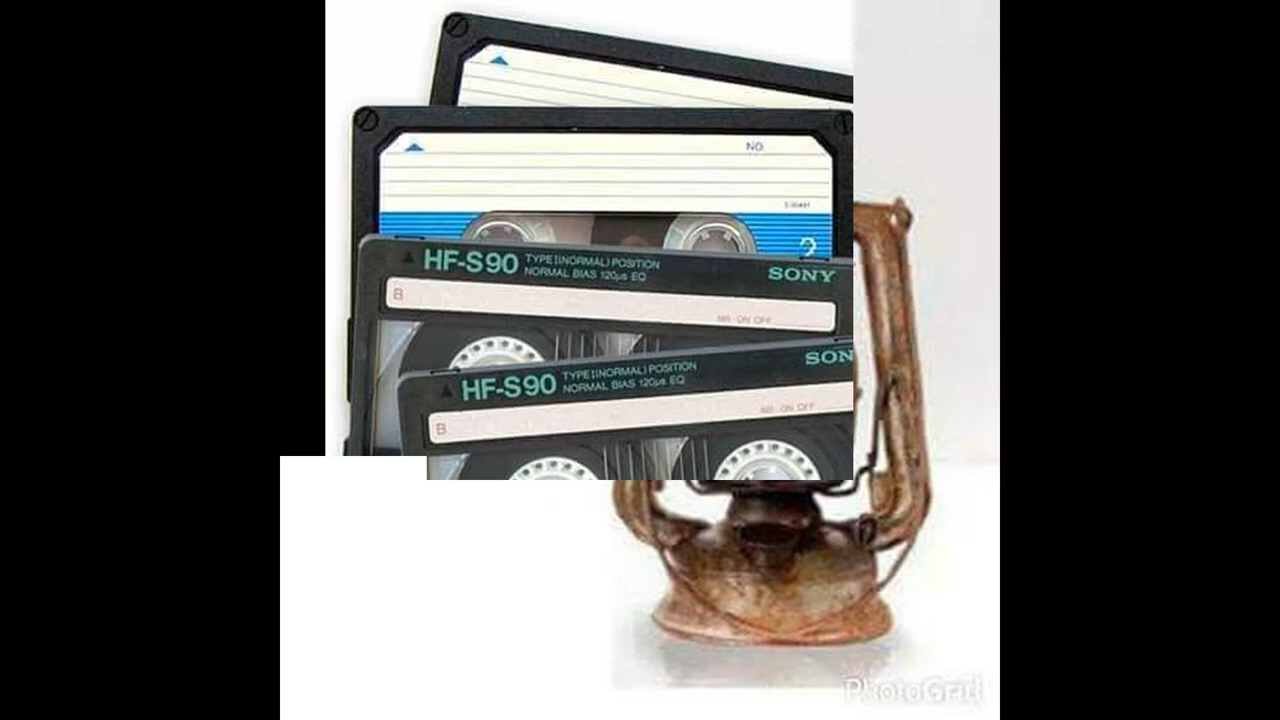 NO
2
HF-S90 TYPE I(NORMAL) POSITION
NORMAL BIAS 120µs EQ
SONY
B
NR · ON OFF
HF-S90 TYPE I(NORMAL) POSITION
NORMAL BIAS 120µs EQ
SON
B
NR · ON OFF
PhotoGrid